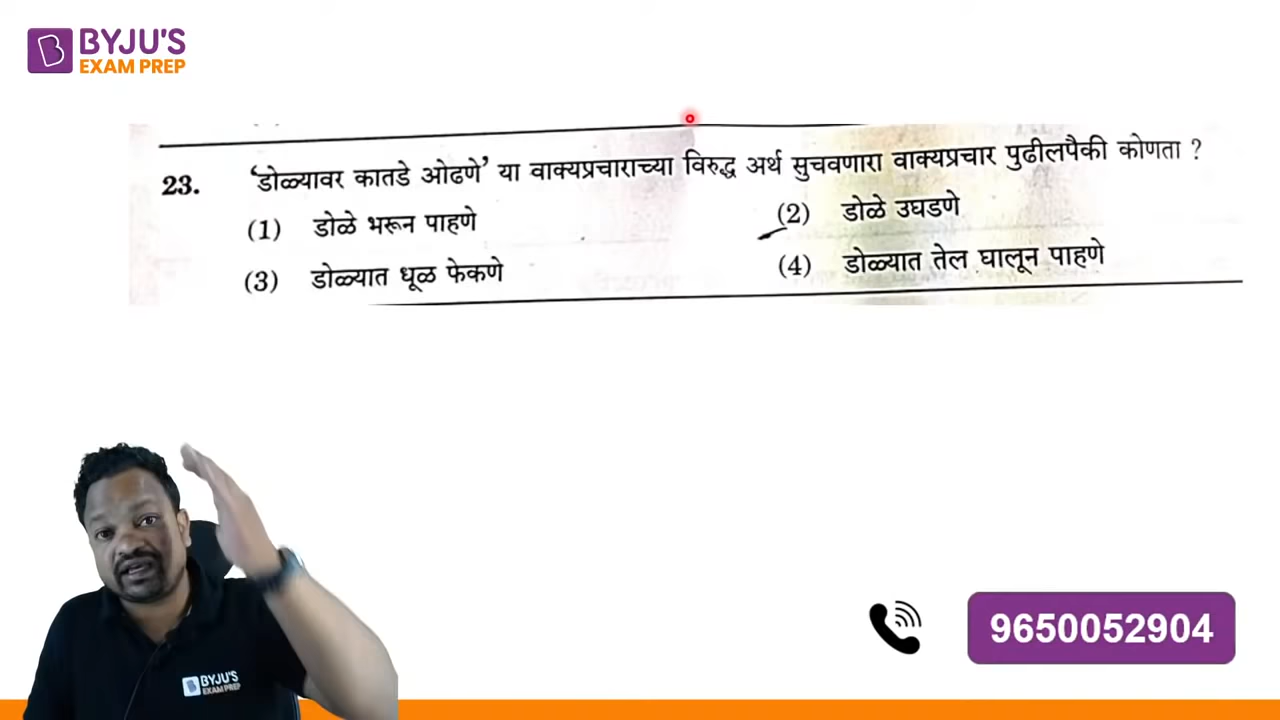 BYJU'S
EXAM PREP
23. 'डोळ्यावर कातडे ओढणे' या वाक्यप्रचाराच्या विरुद्ध अर्थ सुचवणारा वाक्यप्रचार पुढीलपैकी कोणता ?
(1) डोळे भरून पाहणे (2) डोळे उघडणे
(3) डोळ्यात धूळ फेकणे (4) डोळ्यात तेल घालून पाहणे
BYJU'S
EXAM PREP
9650052904